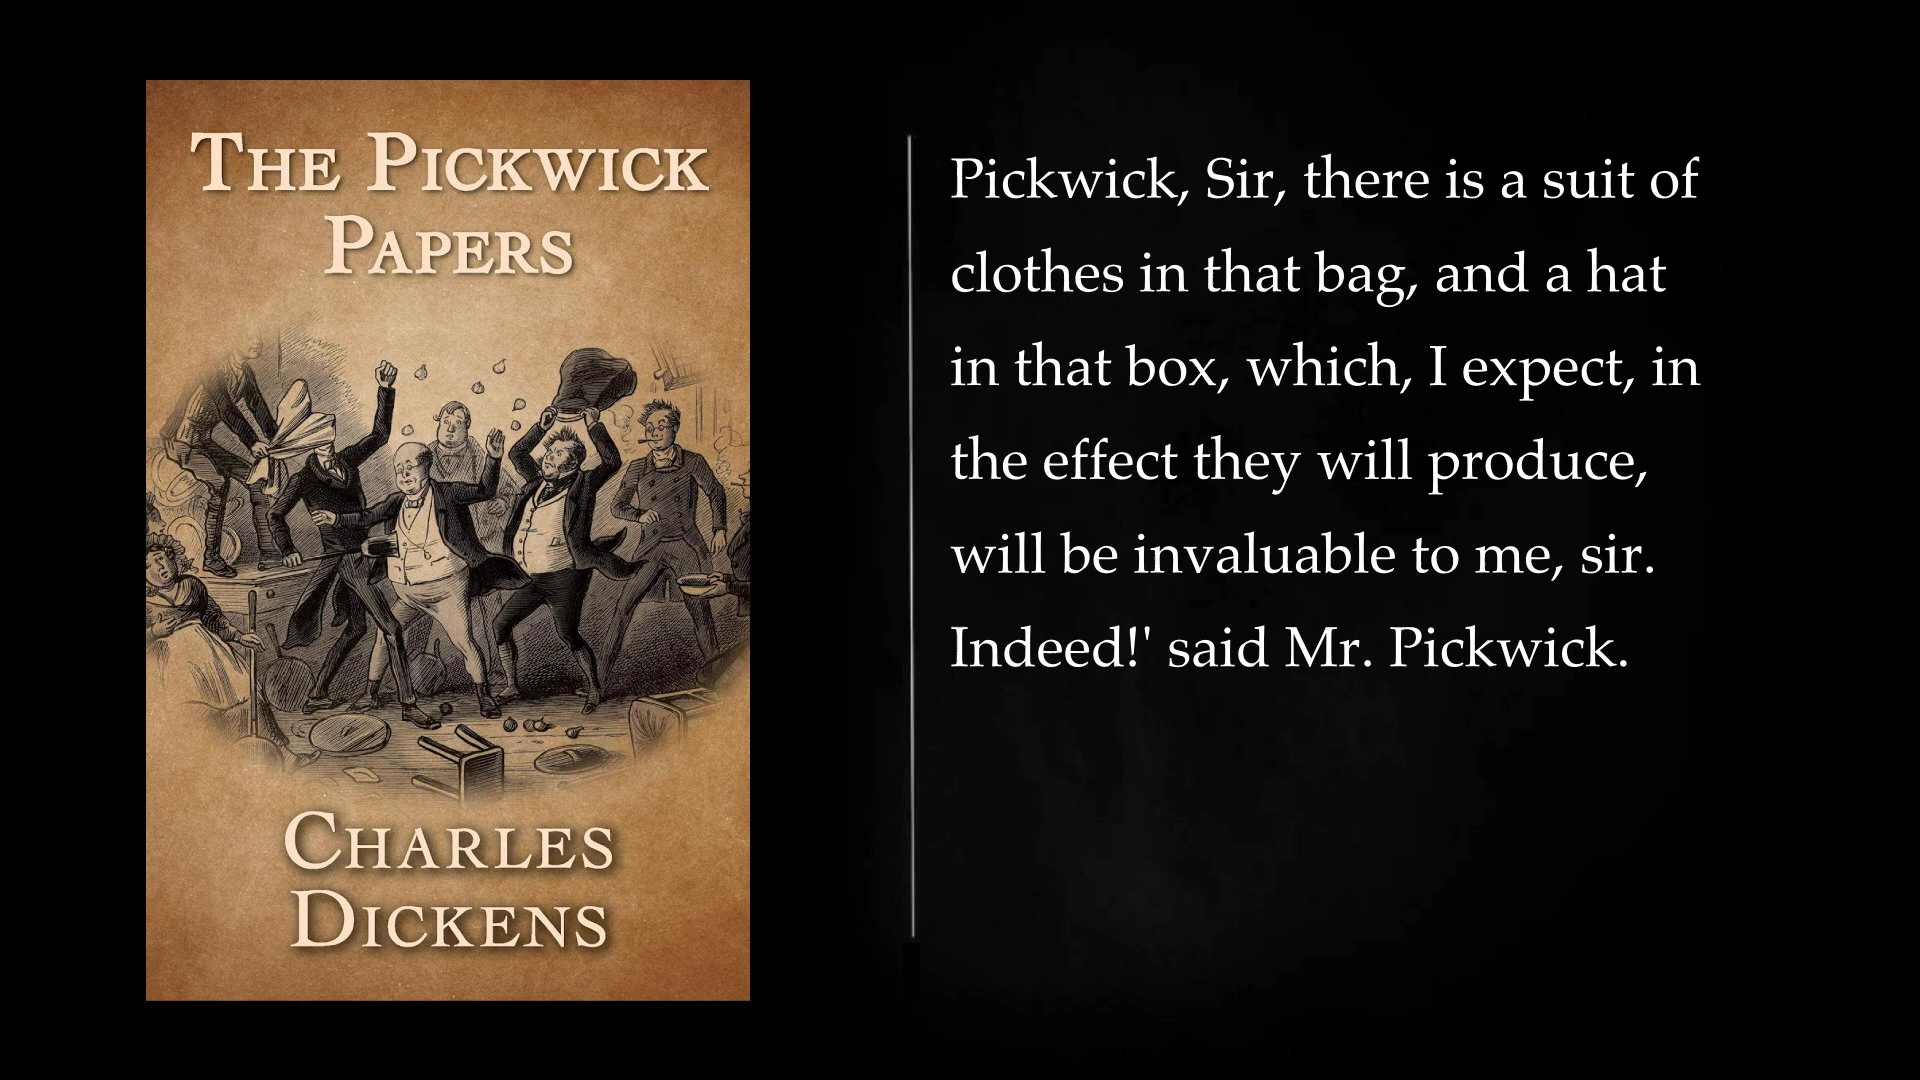 The Pickwick
Papers
Charles
Dickens
Pickwick, Sir, there is a suit of
clothes in that bag, and a hat
in that box, which, I expect, in
the effect they will produce,
will be invaluable to me, sir.
Indeed!' said Mr. Pickwick.